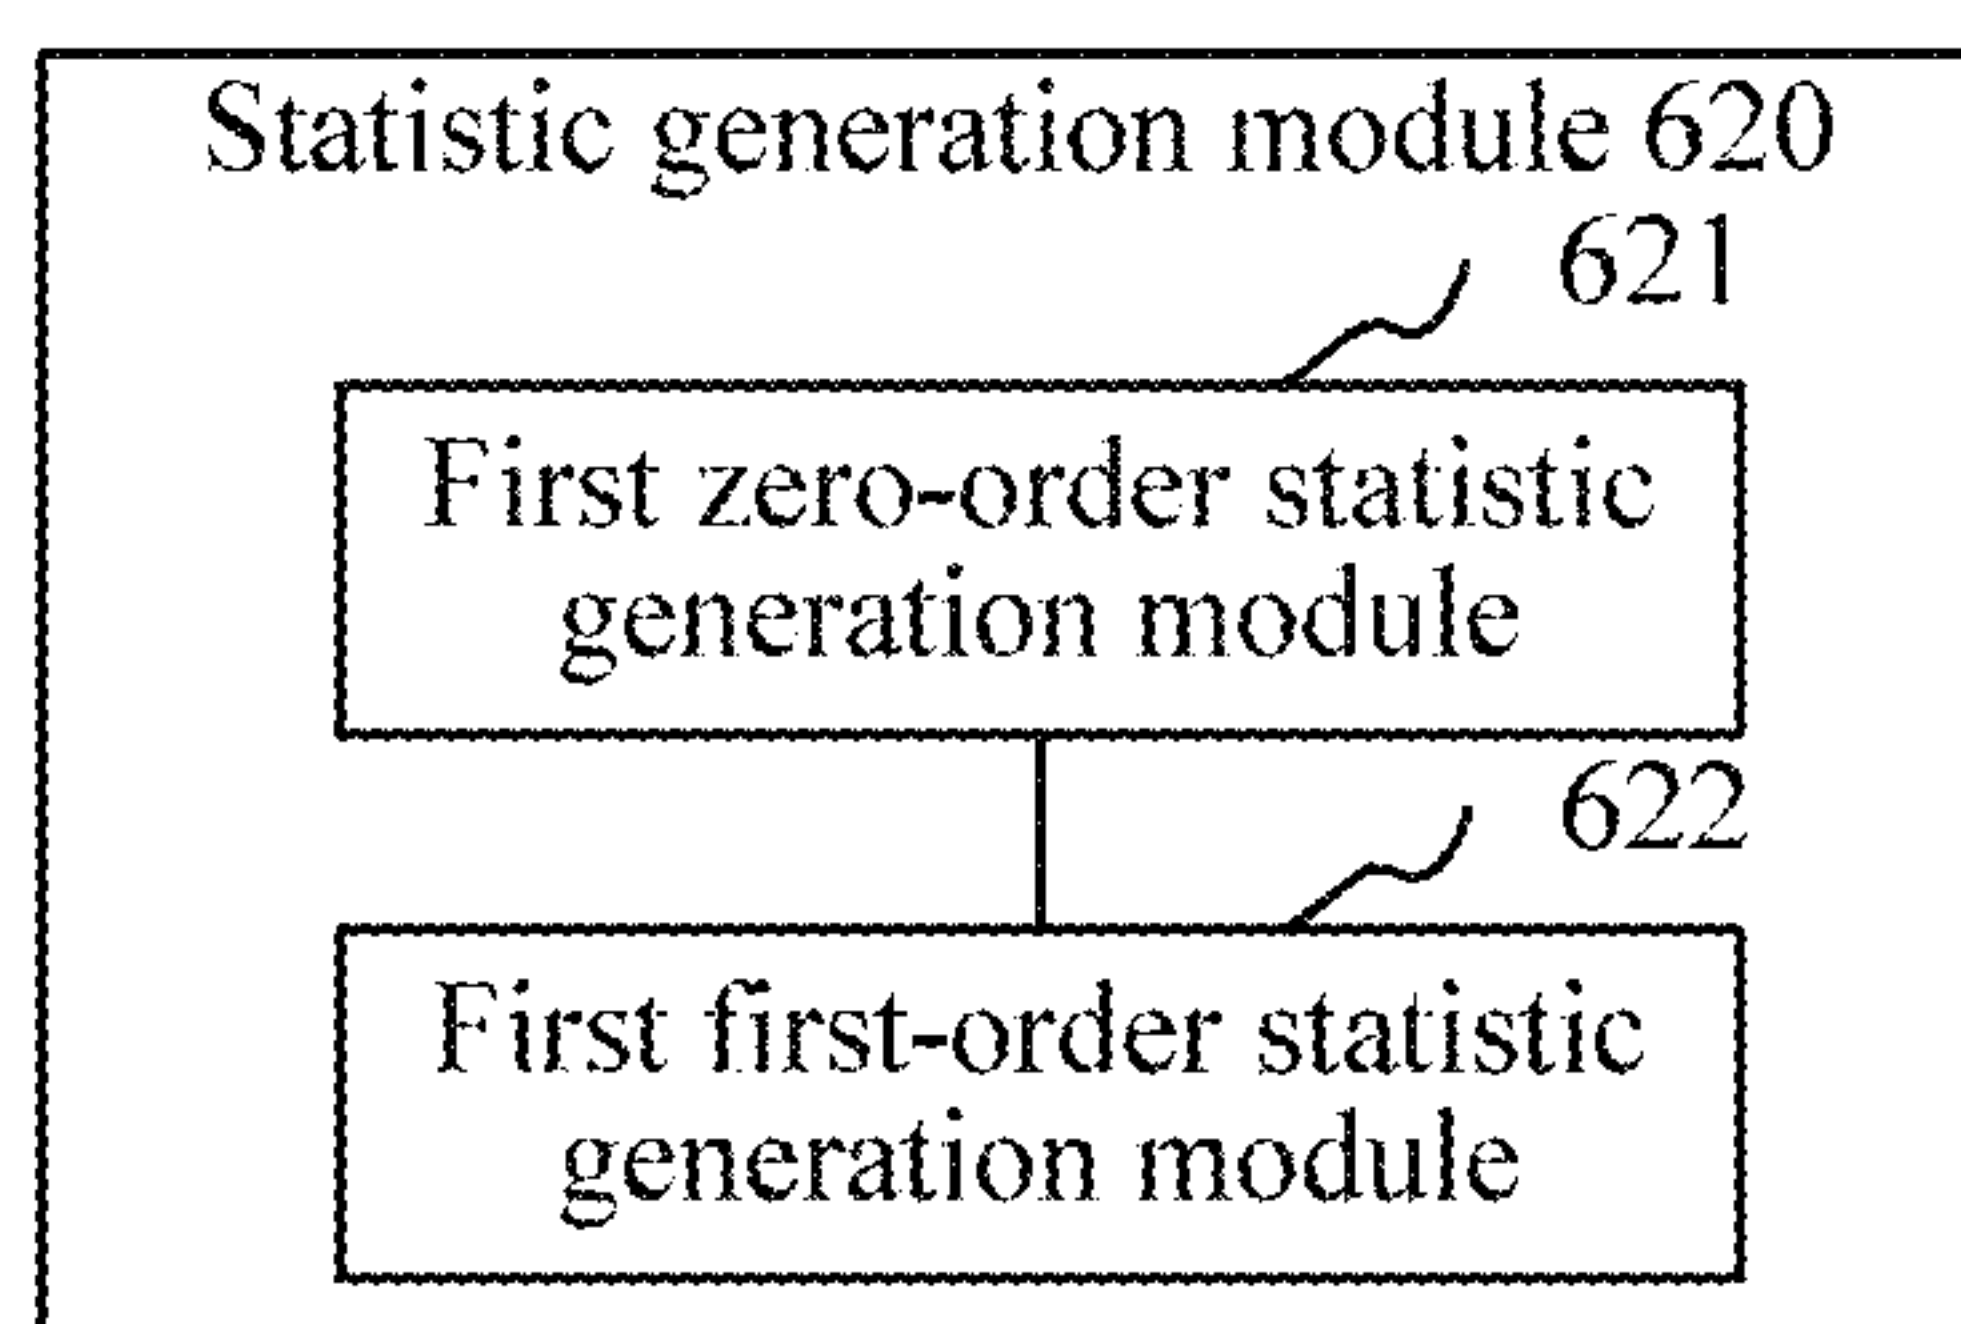 Statistic generation module 620
621
First zero-order statistic
generation module
622
First first-order statistic
generation module